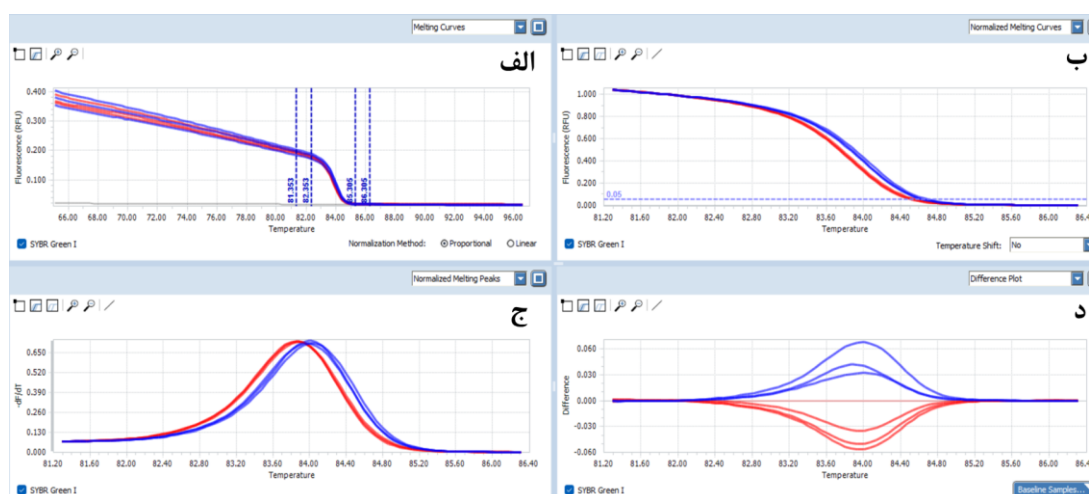 Melting Curves
الف
0.400
0.300
0.200
0.100
Fluorescence (RFU)
81.353
82.353
85.305
86.305
66.00 68.00 70.00 72.00 74.00 76.00 78.00 80.00 82.00 84.00 86.00 88.00 90.00 92.00 94.00 96.00
Temperature
SYBR Green I
Normalization Method: Proportional Linear
Normalized Melting Curves
ب
1.000
0.800
0.600
0.400
0.200
0.000
Fluorescence (RFU)
0.05
81.20 81.60 82.00 82.40 82.80 83.20 83.60 84.00 84.40 84.80 85.20 85.60 86.00 86.4
Temperature
SYBR Green I
Temperature Shift: No
Normalized Melting Peaks
ج
0.650
0.520
0.390
0.260
0.130
0.000
-dF/dT
81.20 81.60 82.00 82.40 82.80 83.20 83.60 84.00 84.40 84.80 85.20 85.60 86.00 86.40
Temperature
SYBR Green I
Difference Plot
د
0.060
0.030
0.000
-0.030
-0.060
Difference
81.20 81.60 82.00 82.40 82.80 83.20 83.60 84.00 84.40 84.80 85.20 85.60 86.00 86.4
Temperature
SYBR Green I
Baseline Samples...